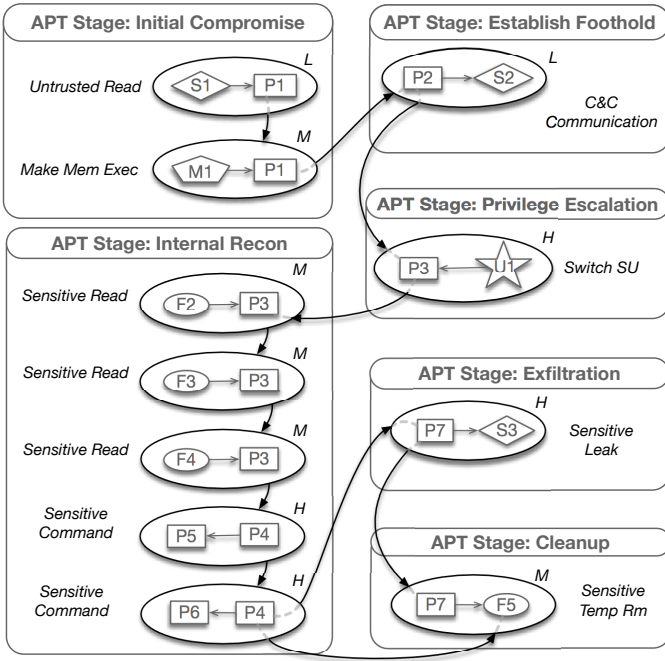 APT Stage: Initial Compromise
L
Untrusted Read
S1
P1
M
Make Mem Exec
M1
P1
APT Stage: Establish Foothold
L
P2
S2
C&C
Communication
APT Stage: Privilege Escalation
H
P3
U1
Switch SU
APT Stage: Internal Recon
M
Sensitive Read
F2
P3
M
Sensitive Read
F3
P3
M
Sensitive Read
F4
P3
H
Sensitive
Command
P5
P4
H
Sensitive
Command
P6
P4
APT Stage: Exfiltration
H
P7
S3
Sensitive
Leak
APT Stage: Cleanup
M
P7
F5
Sensitive
Temp Rm